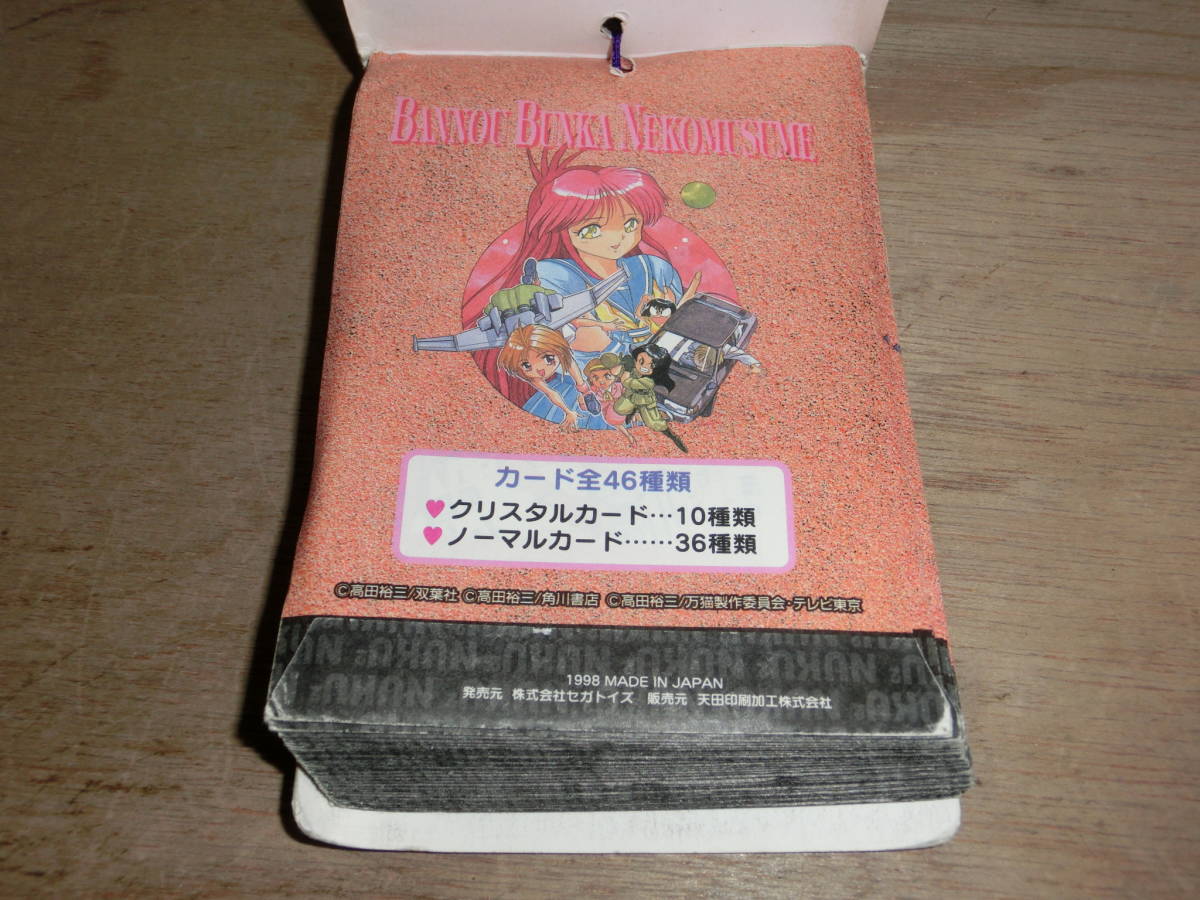 BANNOU BUNKA NEKOMUSUME
カード全46種類
♥クリスタルカード…10種類
♥ノーマルカード……36種類
©高田裕三/双葉社 ©高田裕三/角川書店 ©高田裕三/万猫製作委員会・テレビ東京
NUKU² NUKU² NUKU² NUKU²
1998 MADE IN JAPAN
発売元 株式会社セガトイズ 販売元 天田印刷加工株式会社